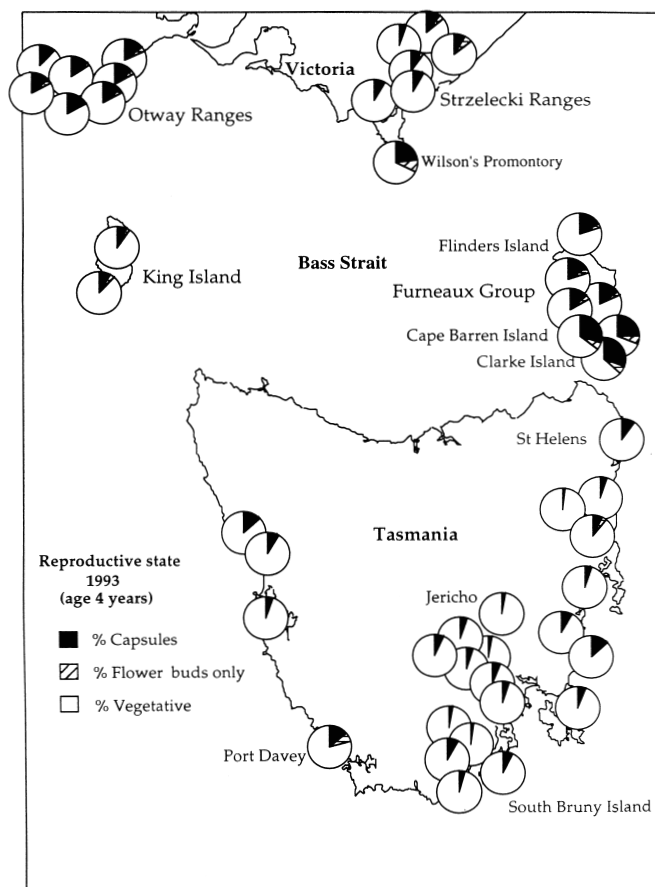 Victoria
Otway Ranges
Strzelecki Ranges
Wilson's Promontory
Flinders Island
Bass Strait
King Island
Furneaux Group
Cape Barren Island
Clarke Island
St Helens
Tasmania
Reproductive state
1993
(age 4 years)
Jericho
% Capsules
% Flower buds only
% Vegetative
Port Davey
South Bruny Island